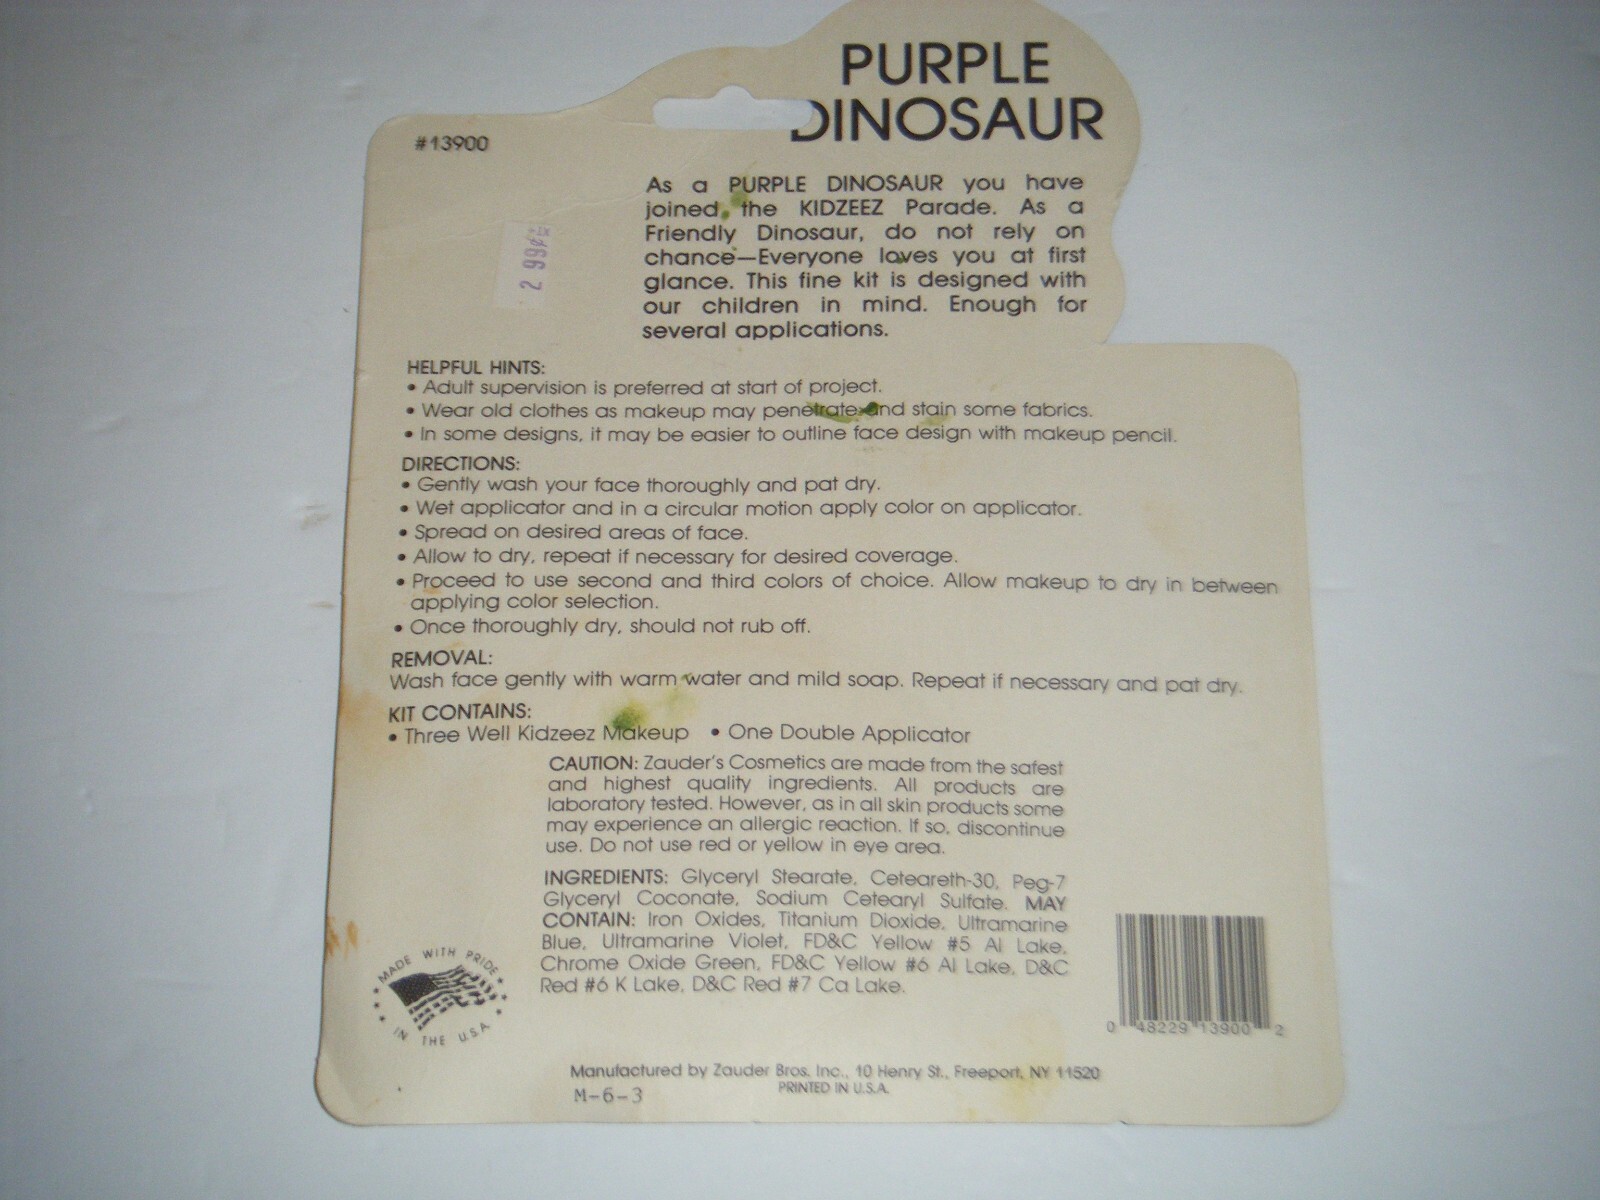 PURPLE
DINOSAUR
#13900
As a PURPLE DINOSAUR you have
joined the KIDZEEZ Parade. As a
Friendly Dinosaur, do not rely on
chance—Everyone loves you at first
glance. This fine kit is designed with
our children in mind. Enough for
several applications.
2 99¢
HELPFUL HINTS:
• Adult supervision is preferred at start of project.
• Wear old clothes as makeup may penetrate and stain some fabrics.
• In some designs, it may be easier to outline face design with makeup pencil.
DIRECTIONS:
• Gently wash your face thoroughly and pat dry.
• Wet applicator and in a circular motion apply color on applicator.
• Spread on desired areas of face.
• Allow to dry, repeat if necessary for desired coverage.
• Proceed to use second and third colors of choice. Allow makeup to dry in between
applying color selection.
• Once thoroughly dry, should not rub off.
REMOVAL:
Wash face gently with warm water and mild soap. Repeat if necessary and pat dry.
KIT CONTAINS:
• Three Well Kidzeez Makeup • One Double Applicator
CAUTION: Zauder's Cosmetics are made from the safest
and highest quality ingredients. All products are
laboratory tested. However, as in all skin products some
may experience an allergic reaction. If so, discontinue
use. Do not use red or yellow in eye area.
INGREDIENTS: Glyceryl Stearate, Ceteareth-30, Peg-7
Glyceryl Coconate, Sodium Cetearyl Sulfate. MAY
CONTAIN: Iron Oxides, Titanium Dioxide, Ultramarine
Blue, Ultramarine Violet, FD&C Yellow #5 Al Lake,
Chrome Oxide Green, FD&C Yellow #6 Al Lake, D&C
Red #6 K Lake, D&C Red #7 Ca Lake.
MADE WITH PRIDE
IN THE U.S.A.
0 48229 13900 2
Manufactured by Zauder Bros. Inc., 10 Henry St., Freeport, NY 11520
PRINTED IN U.S.A.
M-6-3